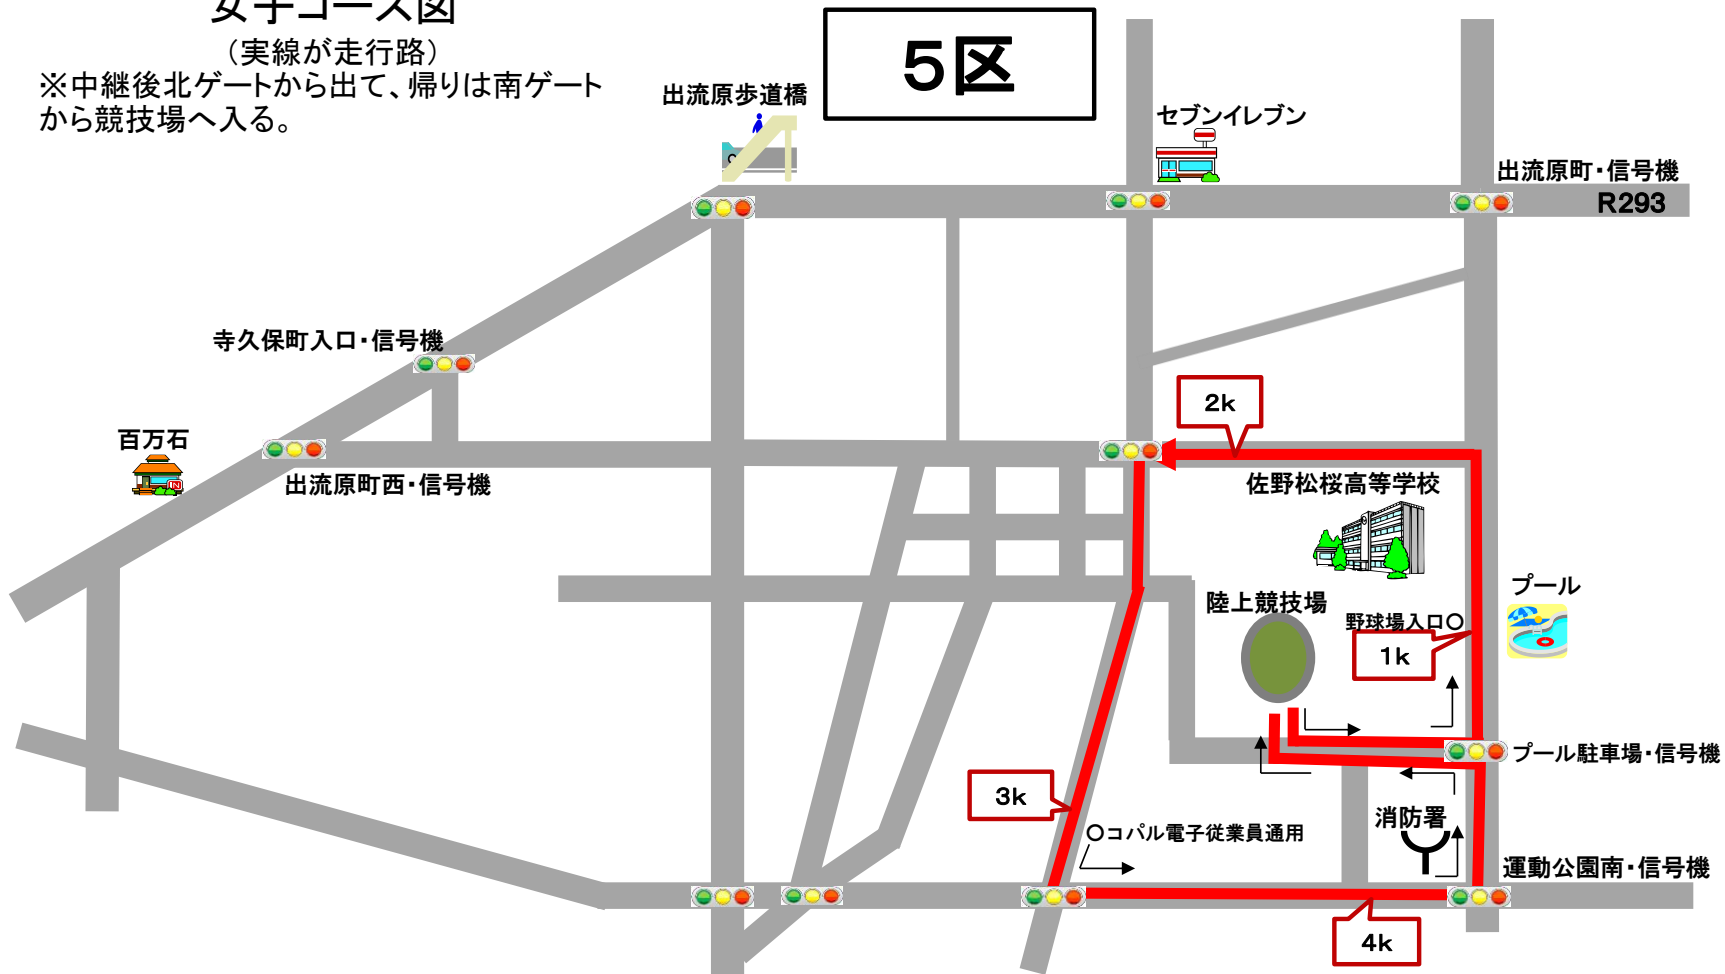 女子コース図
(実線が走行路)
※中継後北ゲートから出て、帰りは南ゲート
から競技場へ入る。
5区
出流原歩道橋
セブンイレブン
出流原町・信号機
R293
寺久保町入口・信号機
百万石
出流原町西・信号機
2k
佐野松桜高等学校
プール
陸上競技場
野球場入口○
1k
プール駐車場・信号機
3k
消防署
○コパル電子従業員通用
運動公園南・信号機
4k